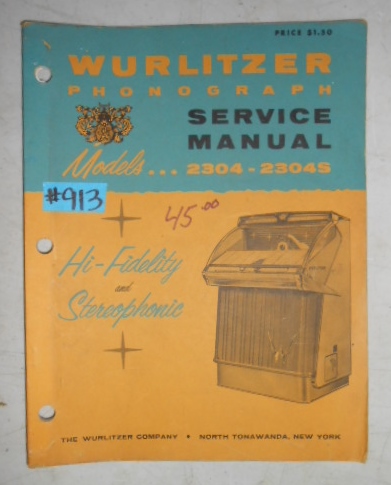 PRICE $1.50
WURLITZER
PHONOGRAPH
SERVICE
MANUAL
Models... 2304 - 2304S
#913
45.00
Hi-Fidelity
and
Stereophonic
THE WURLITZER COMPANY • NORTH TONAWANDA, NEW YORK